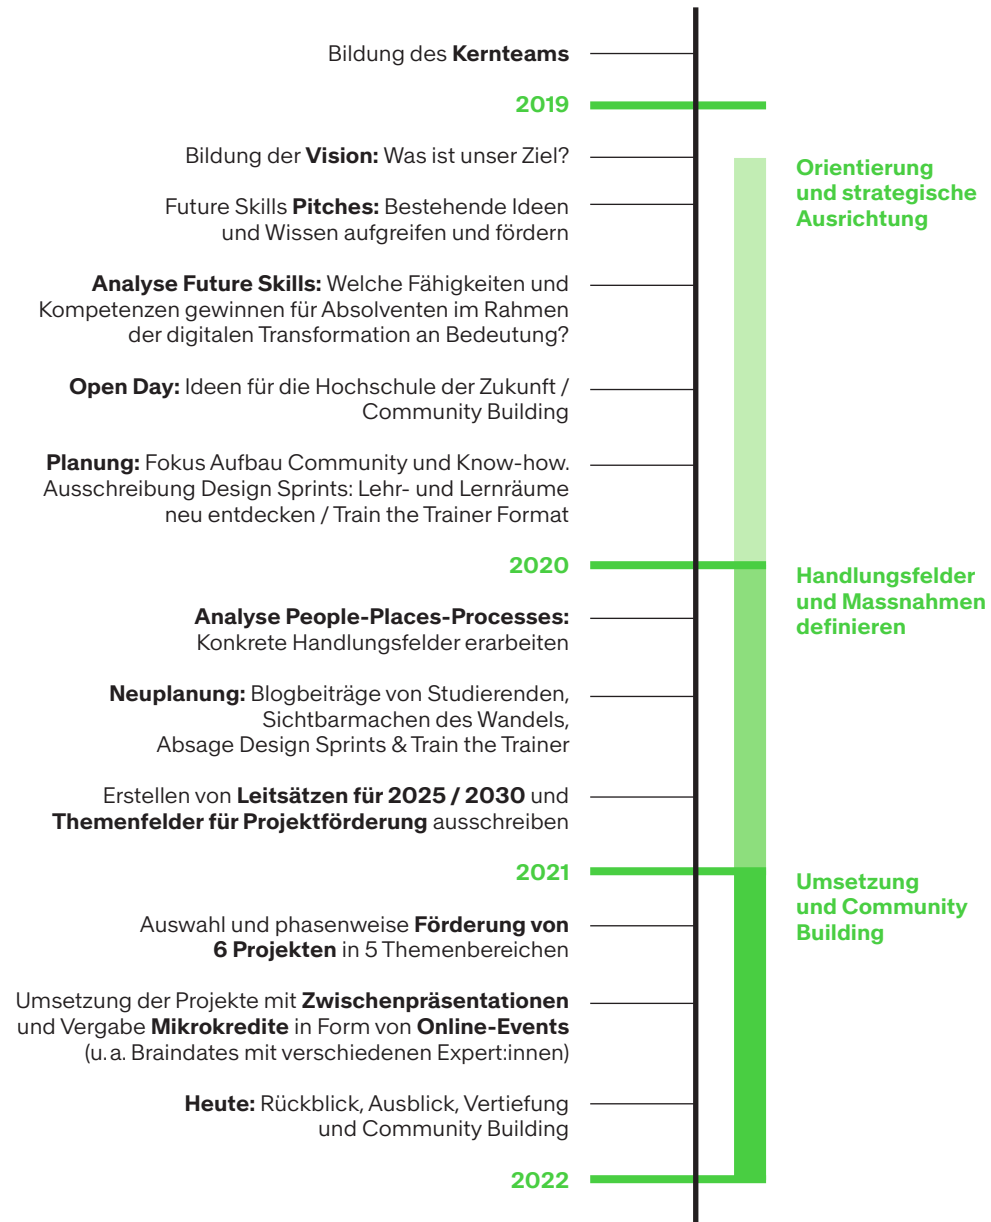 Bildung des Kernteams
2019
Bildung der Vision: Was ist unser Ziel?
Orientierung
und strategische
Ausrichtung
Future Skills Pitches: Bestehende Ideen
und Wissen aufgreifen und fördern
Analyse Future Skills: Welche Fähigkeiten und
Kompetenzen gewinnen für Absolventen im Rahmen
der digitalen Transformation an Bedeutung?
Open Day: Ideen für die Hochschule der Zukunft /
Community Building
Planung: Fokus Aufbau Community und Know-how.
Ausschreibung Design Sprints: Lehr- und Lernräume
neu entdecken / Train the Trainer Format
2020
Handlungsfelder
und Massnahmen
definieren
Analyse People-Places-Processes:
Konkrete Handlungsfelder erarbeiten
Neuplanung: Blogbeiträge von Studierenden,
Sichtbarmachen des Wandels,
Absage Design Sprints & Train the Trainer
Erstellen von Leitsätzen für 2025 / 2030 und
Themenfelder für Projektförderung ausschreiben
2021
Umsetzung
und Community
Building
Auswahl und phasenweise Förderung von
6 Projekten in 5 Themenbereichen
Umsetzung der Projekte mit Zwischenpräsentationen
und Vergabe Mikrokredite in Form von Online-Events
(u. a. Braindates mit verschiedenen Expert:innen)
Heute: Rückblick, Ausblick, Vertiefung
und Community Building
2022